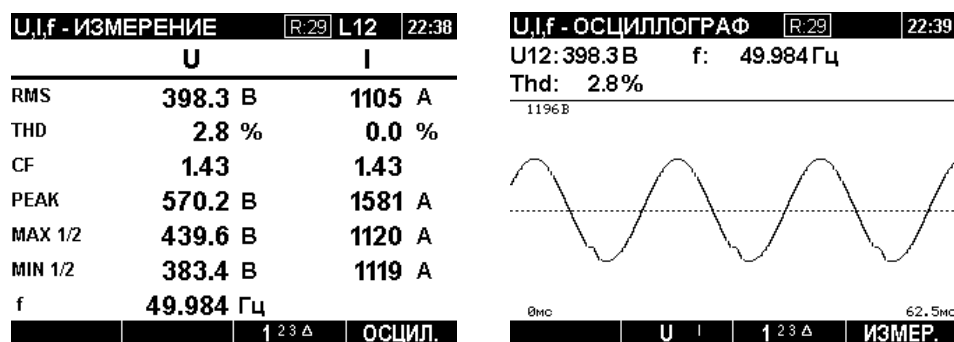 U,I,f - ИЗМЕРЕНИЕ R:29 L12 22:38
U I
RMS 398.3 В 1105 А
THD 2.8 % 0.0 %
CF 1.43 1.43
PEAK 570.2 В 1581 А
MAX 1/2 439.6 В 1120 А
MIN 1/2 383.4 В 1119 А
f 49.984 Гц
1 2 3 Δ ОСЦИЛ.
U,I,f - ОСЦИЛЛОГРАФ R:29 22:39
U12: 398.3 В f: 49.984 Гц
Thd: 2.8%
1196В
0мс 62.5мс
U I 1 2 3 Δ ИЗМЕР.